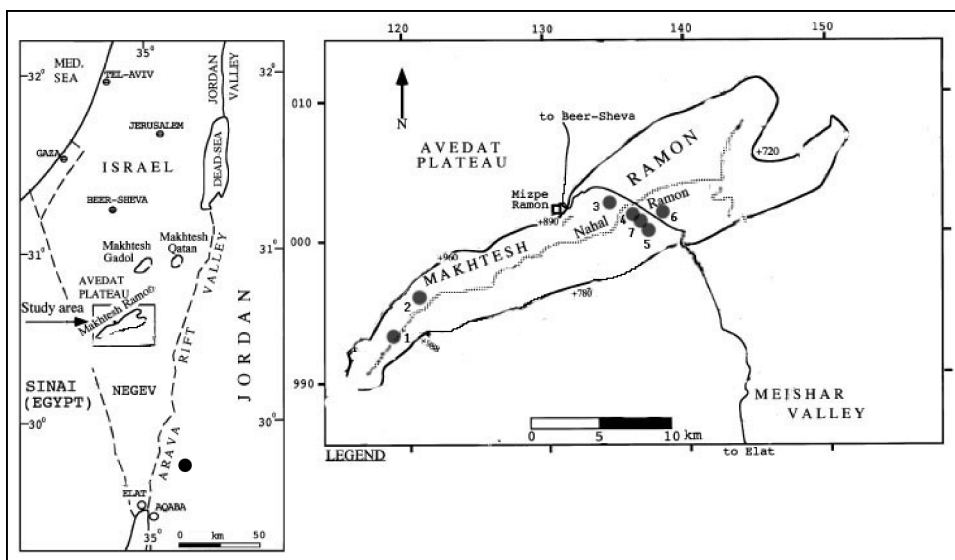 35°
32°
MED.
SEA
TEL-AVIV
JORDAN
VALLEY
JERUSALEM
GAZA
ISRAEL
DEAD-SEA
BEER-SHEVA
31°
Makhtesh
Gadol
Makhtesh
Qatan
31°
VALLEY
AVEDAT
PLATEAU
Makhtesh Ramon
Study area
RIFT
JORDAN
SINAI
(EGYPT)
NEGEV
30°
30°
ARAVA
ELAT
AQABA
35°
0 km 50
120 130 140 150
32°
010
N
to Beer-Sheva
AVEDAT
PLATEAU
+720
RAMON
Mizpe
Ramon
+890
3
Ramon
4
6
7
5
Nahal
000
+960
MAKHTESH
+780
2
1
990
MEISHAR
VALLEY
0 5 10 km
LEGEND
to Elat